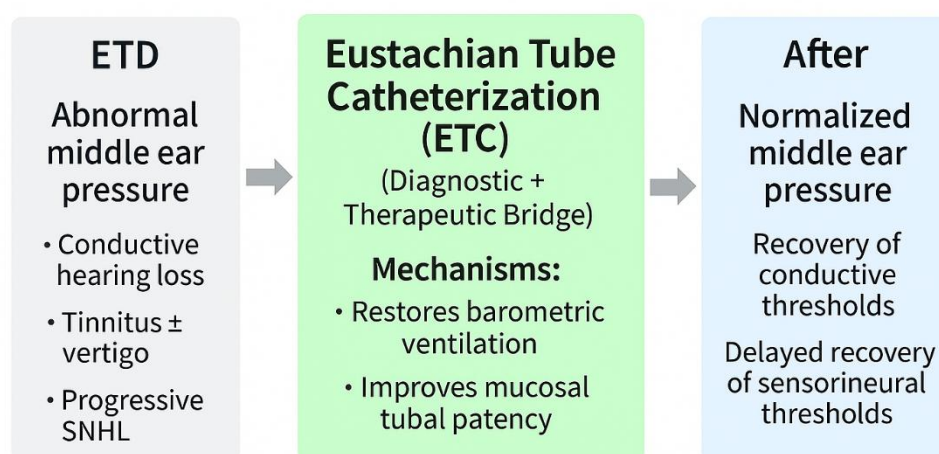 ETD
Abnormal
middle ear
pressure
• Conductive
hearing loss
• Tinnitus ±
vertigo
• Progressive
SNHL
Eustachian Tube
Catheterization
(ETC)
(Diagnostic +
Therapeutic Bridge)
Mechanisms:
• Restores barometric
ventilation
• Improves mucosal
tubal patency
After
Normalized
middle ear
pressure
Recovery of
conductive
thresholds
Delayed recovery
of sensorineural
thresholds